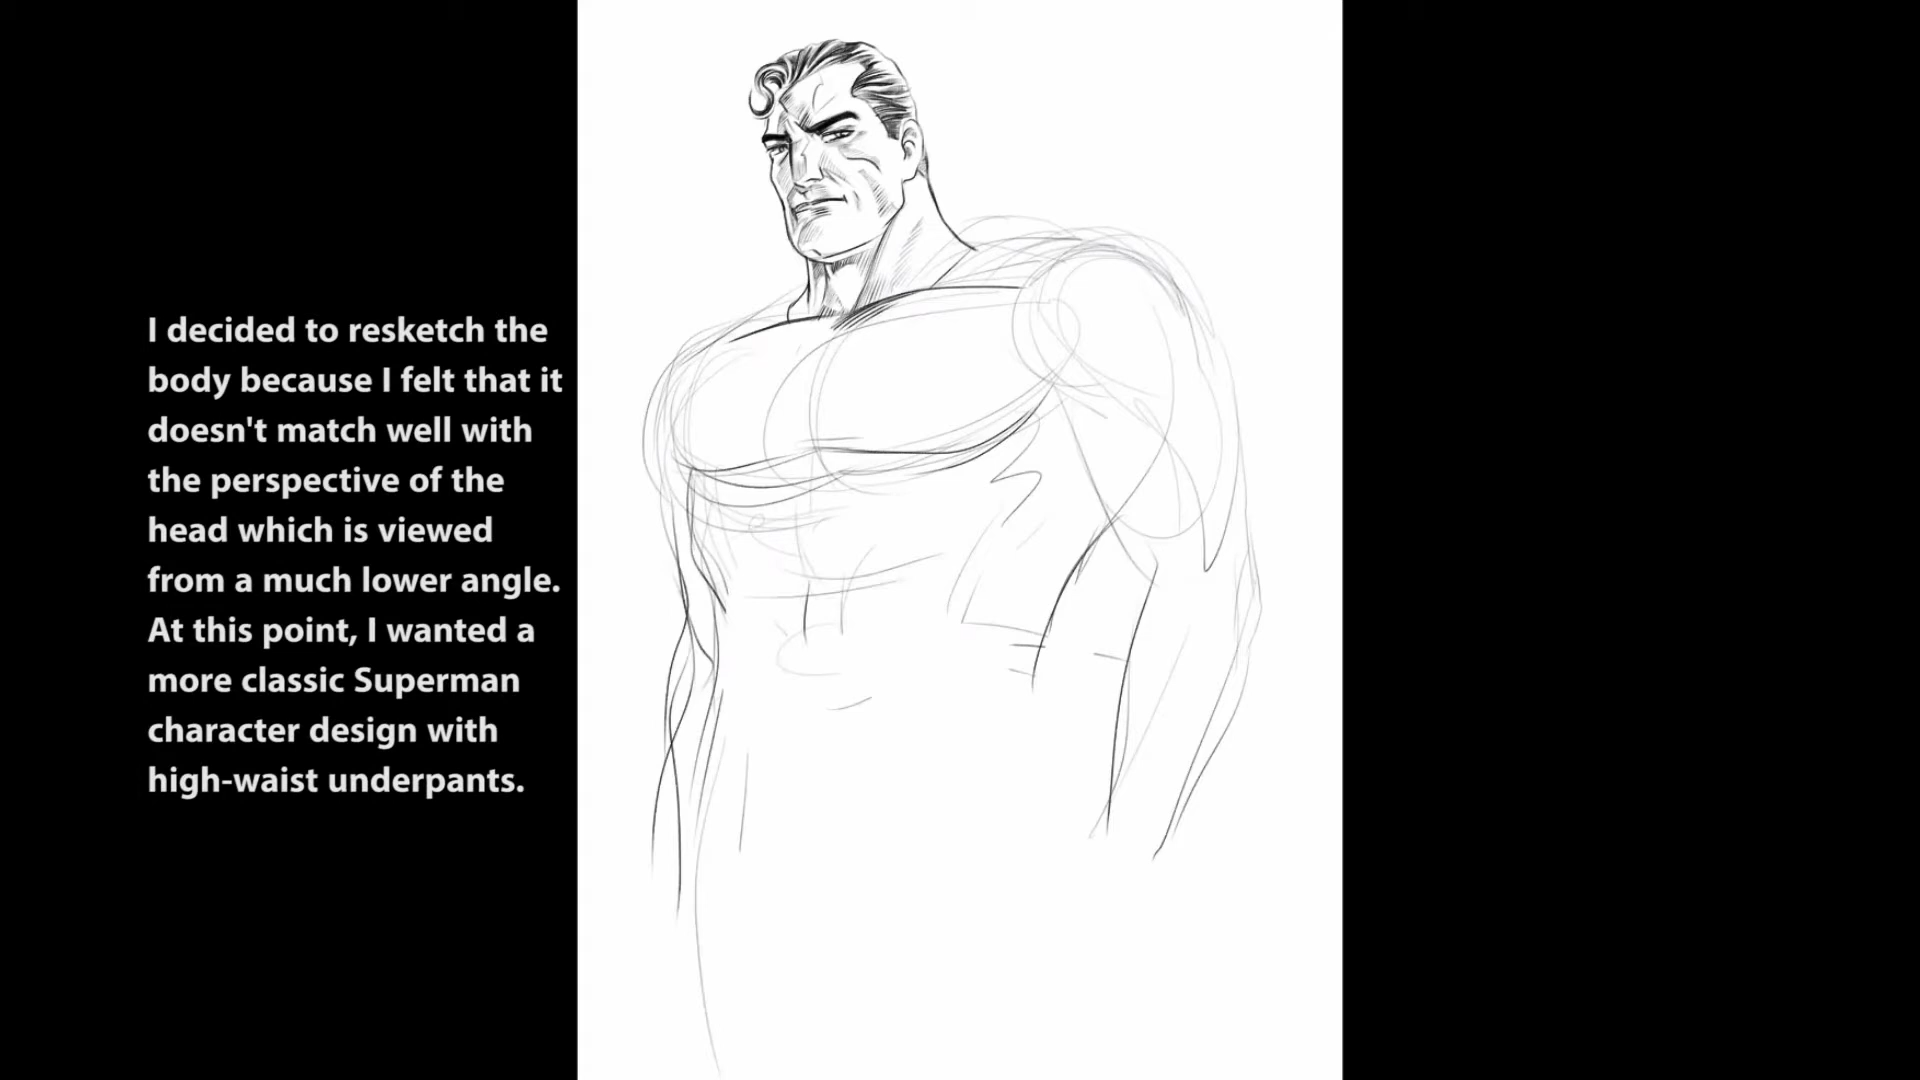 I decided to resketch the
body because I felt that it
doesn't match well with
the perspective of the
head which is viewed
from a much lower angle.
At this point, I wanted a
more classic Superman
character design with
high-waist underpants.